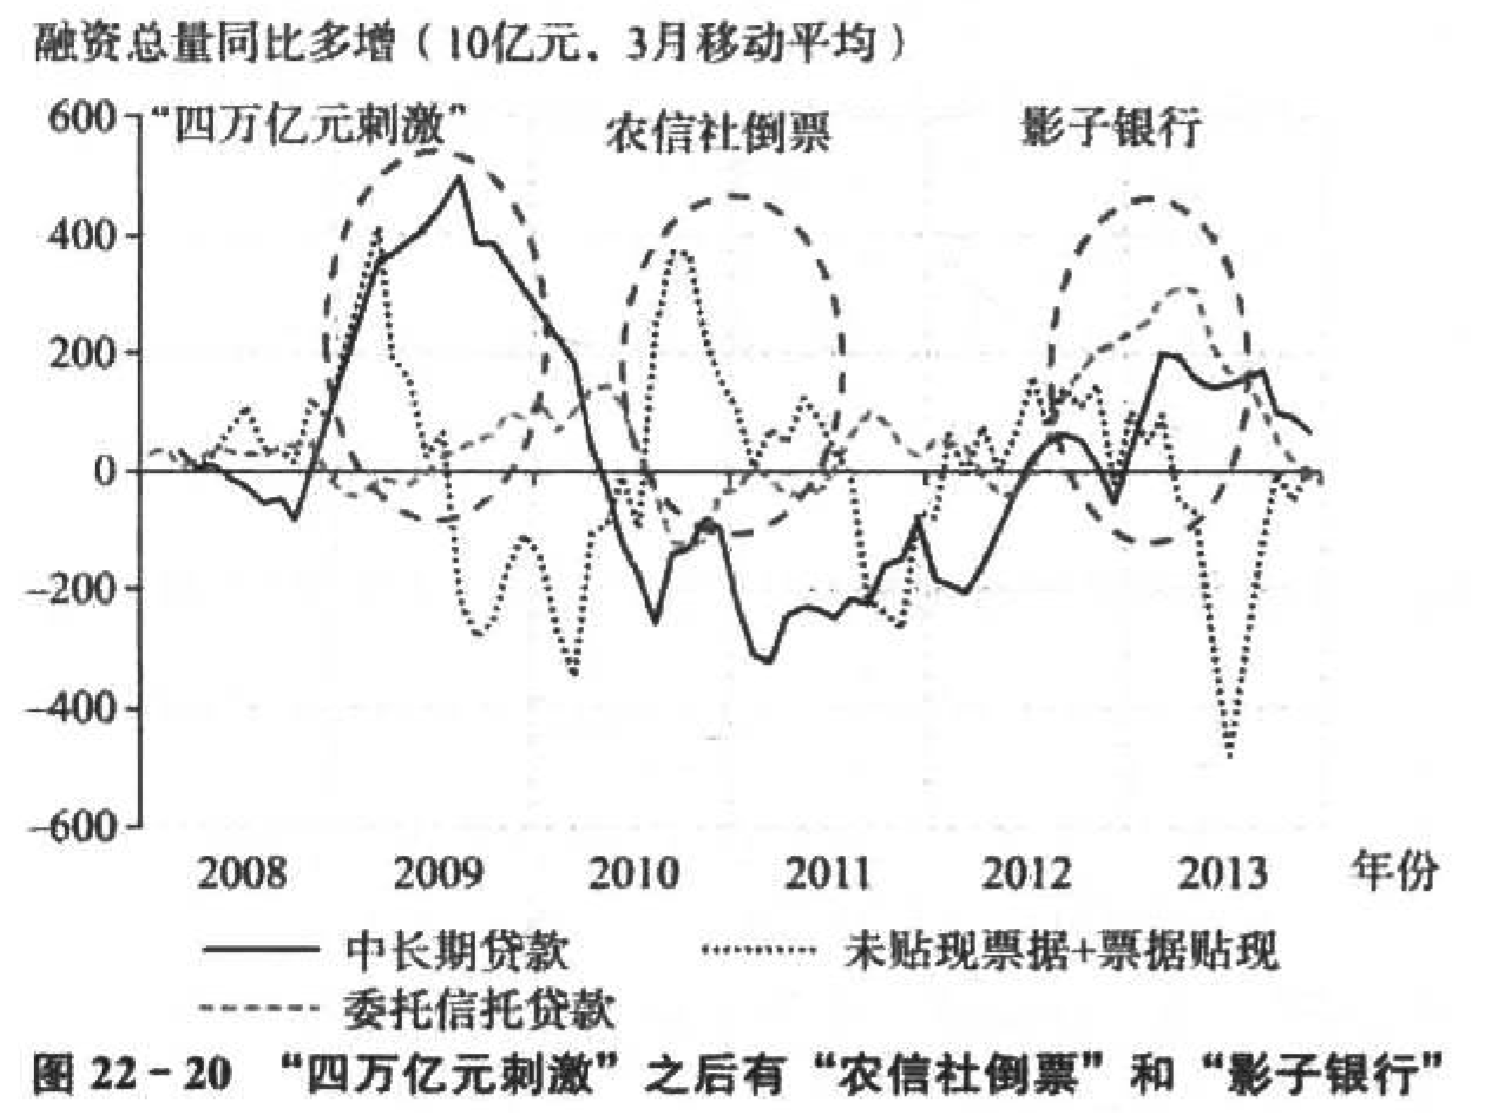 融资总量同比多增（10亿元，3月移动平均）
600
“四万亿元刺激”
农信社倒票
影子银行
400
200
0
-200
-400
-600
2008 2009 2010 2011 2012 2013 年份
中长期贷款 未贴现票据+票据贴现
委托信托贷款
图 22-20 “四万亿元刺激”之后有“农信社倒票”和“影子银行”